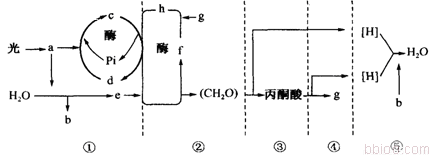 c h g
光 a 酶 Pi 酶 f [H] H₂O
d [H]
H₂O e (CH₂O) 丙酮酸 g b
b
① ② ③ ④ ⑤
bbioo.com